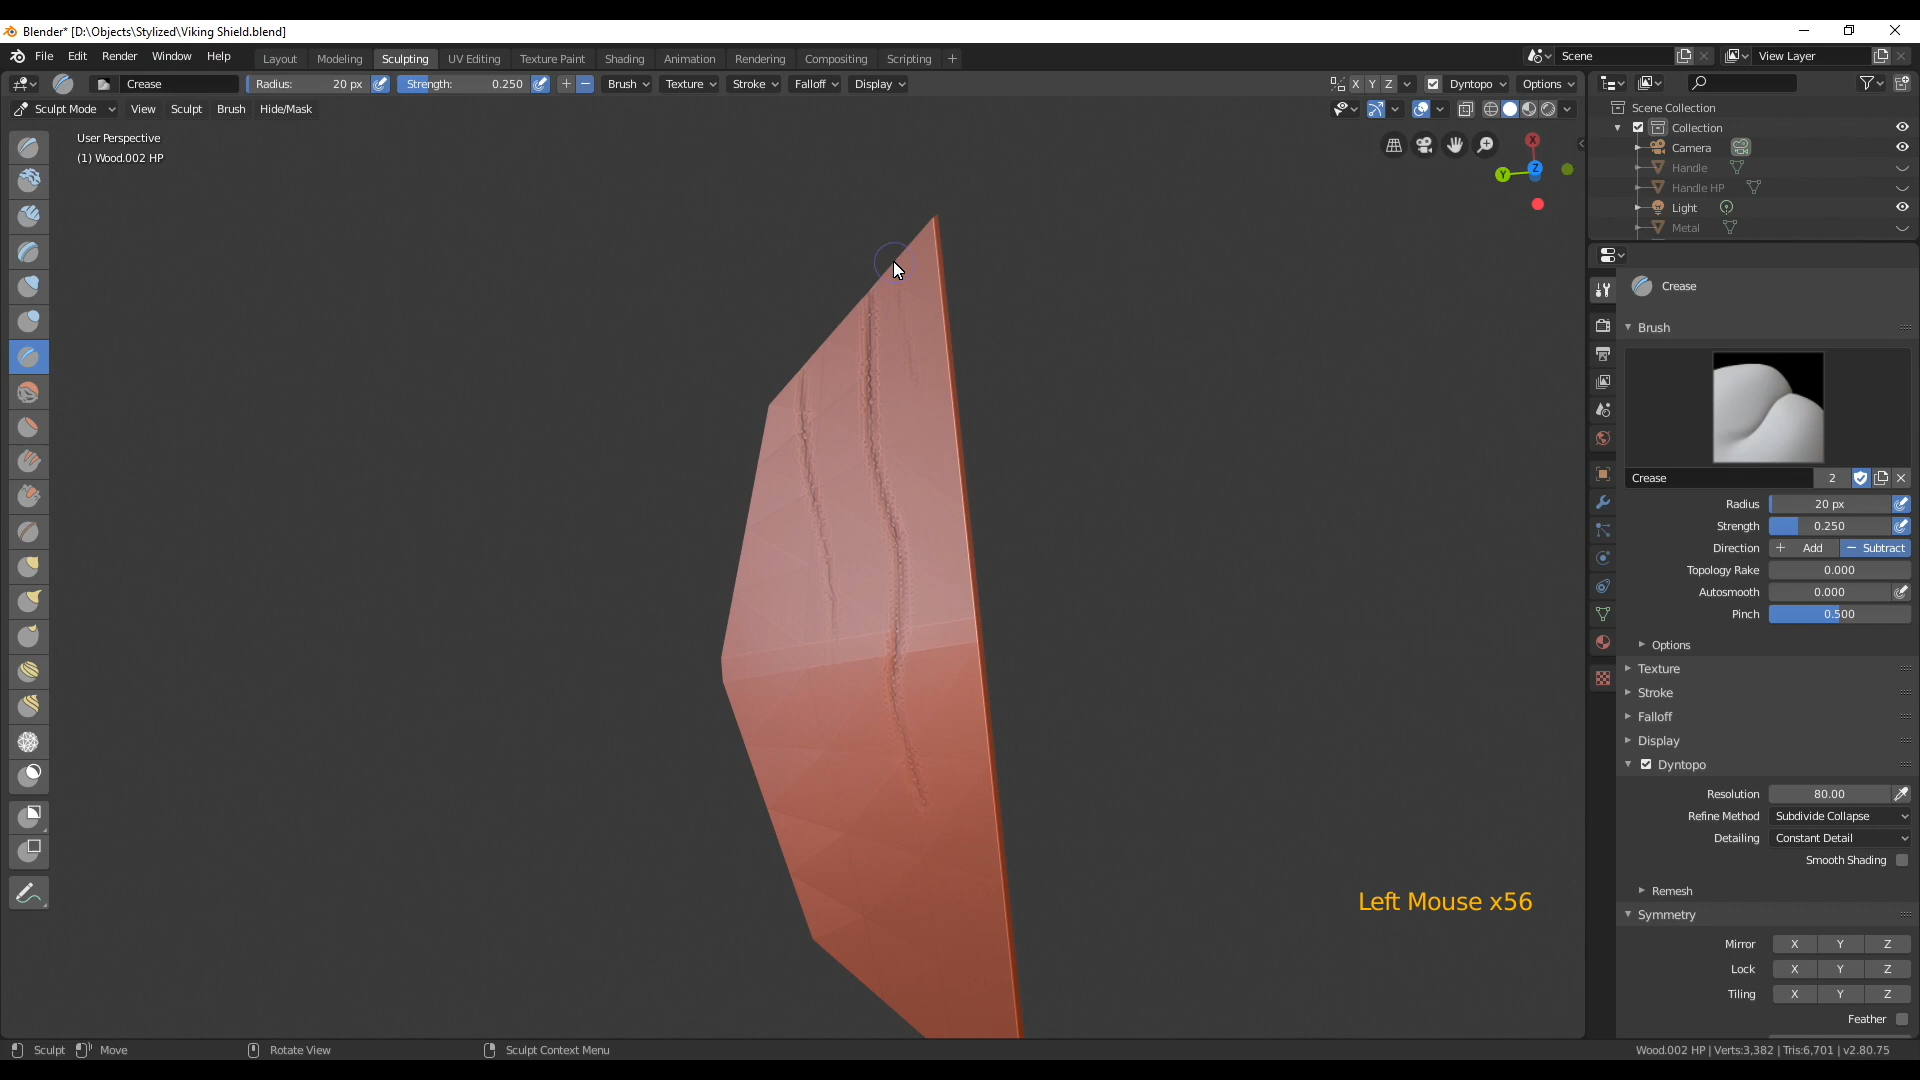 Blender* [D:\Objects\Stylized\Viking Shield.blend]
File Edit Render Window Help Layout Modeling Sculpting UV Editing Texture Paint Shading Animation Rendering Compositing Scripting + Scene View Layer
Crease Radius: 20 px Strength: 0.250 Brush Texture Stroke Falloff Display X Y Z Dyntopo Options
Sculpt Mode View Sculpt Brush Hide/Mask
User Perspective
(1) Wood.002 HP
X
Y
Z
Scene Collection
Collection
Camera
Handle
Handle HP
Light
Metal
Crease
Brush
Crease 2
Radius 20 px
Strength 0.250
Direction + Add − Subtract
Topology Rake 0.000
Autosmooth 0.000
Pinch 0.500
Options
Texture
Stroke
Falloff
Display
Dyntopo
Resolution 80.00
Refine Method Subdivide Collapse
Detailing Constant Detail
Smooth Shading
Remesh
Symmetry
Mirror X Y Z
Lock X Y Z
Tiling X Y Z
Feather
Left Mouse x56
Sculpt Move Rotate View Sculpt Context Menu Wood.002 HP | Verts:3,382 | Tris:6,701 | v2.80.75